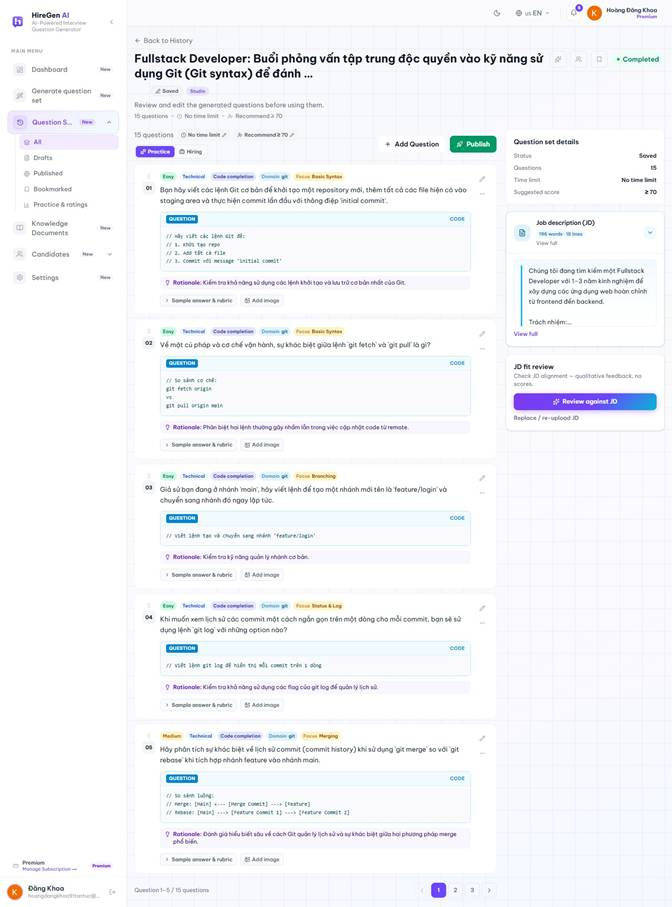 HireGen AI
AI-Powered Interview
Question Generator
MAIN MENU
Dashboard New
Generate question set New
Question S... New
All
Drafts
Published
Bookmarked
Practice & ratings
Knowledge Documents New
Candidates New
Settings New
Premium
Manage Subscription → Premium
K Đăng Khoa
us EN
8
K Hoàng Đăng Khoa
Premium
← Back to History
Fullstack Developer: Buổi phỏng vấn tập trung độc quyền vào kỹ năng sử
dụng Git (Git syntax) để đánh ...
Completed
Saved Studio
Review and edit the generated questions before using them.
15 questions · No time limit · Recommend ≥ 70
15 questions No time limit Recommend ≥ 70
+ Add Question Publish
Practice Hiring
01 Easy Technical Code completion Domain git Focus Basic Syntax
Bạn hãy viết các lệnh Git cơ bản để khởi tạo một repository mới, thêm tất cả các file hiện có vào
staging area và thực hiện commit lần đầu với thông điệp 'initial commit'.
QUESTION CODE
// Hãy viết các lệnh Git để:
// 1. Khởi tạo repo
// 2. Add tất cả file
// 3. Commit với message 'initial commit'
Rationale: Kiểm tra khả năng sử dụng các lệnh khởi tạo và lưu trữ cơ bản nhất của Git.
Sample answer & rubric Add image
02 Easy Technical Code completion Domain git Focus Basic Syntax
Về mặt cú pháp và cơ chế vận hành, sự khác biệt giữa lệnh `git fetch` và `git pull` là gì?
QUESTION CODE
// So sánh cơ chế:
git fetch origin
vs
git pull origin main
Rationale: Phân biệt hai lệnh thường gây nhầm lẫn trong việc cập nhật code từ remote.
Sample answer & rubric Add image
03 Easy Technical Code completion Domain git Focus Branching
Giả sử bạn đang ở nhánh 'main', hãy viết lệnh để tạo một nhánh mới tên là 'feature/login' và
chuyển sang nhánh đó ngay lập tức.
QUESTION CODE
// Viết lệnh tạo và chuyển sang nhánh 'feature/login'
Rationale: Kiểm tra kỹ năng quản lý nhánh cơ bản.
Sample answer & rubric Add image
04 Easy Technical Code completion Domain git Focus Status & Log
Khi muốn xem lịch sử các commit một cách ngắn gọn trên một dòng cho mỗi commit, bạn sẽ sử
dụng lệnh `git log` với những option nào?
QUESTION CODE
// Viết lệnh git log để hiển thị mỗi commit trên 1 dòng
Rationale: Kiểm tra khả năng sử dụng các flag của git log để quản lý lịch sử.
Sample answer & rubric Add image
05 Medium Technical Code completion Domain git Focus Merging
Hãy phân tích sự khác biệt về lịch sử commit (commit history) khi sử dụng `git merge` so với `git
rebase` khi tích hợp nhánh feature vào nhánh main.
QUESTION CODE
// So sánh luồng:
// Merge: [Main] <--- [Merge Commit] ---> [Feature]
// Rebase: [Main] ---> [Feature Commit 1] ---> [Feature Commit 2]
Rationale: Đánh giá hiểu biết sâu về cách Git quản lý lịch sử và sự khác biệt giữa hai phương pháp merge
phổ biến.
Sample answer & rubric Add image
Question 1–5 / 15 questions
1 2 3
Question set details
Status Saved
Questions 15
Time limit No time limit
Suggested score ≥ 70
Job description (JD)
196 words · 18 lines
View full
Chúng tôi đang tìm kiếm một Fullstack
Developer với 1–3 năm kinh nghiệm để
xây dựng các ứng dụng web hoàn chỉnh
từ frontend đến backend.
Trách nhiệm:...
View full
JD fit review
Check JD alignment — qualitative feedback, no
scores.
Review against JD
Replace / re-upload JD